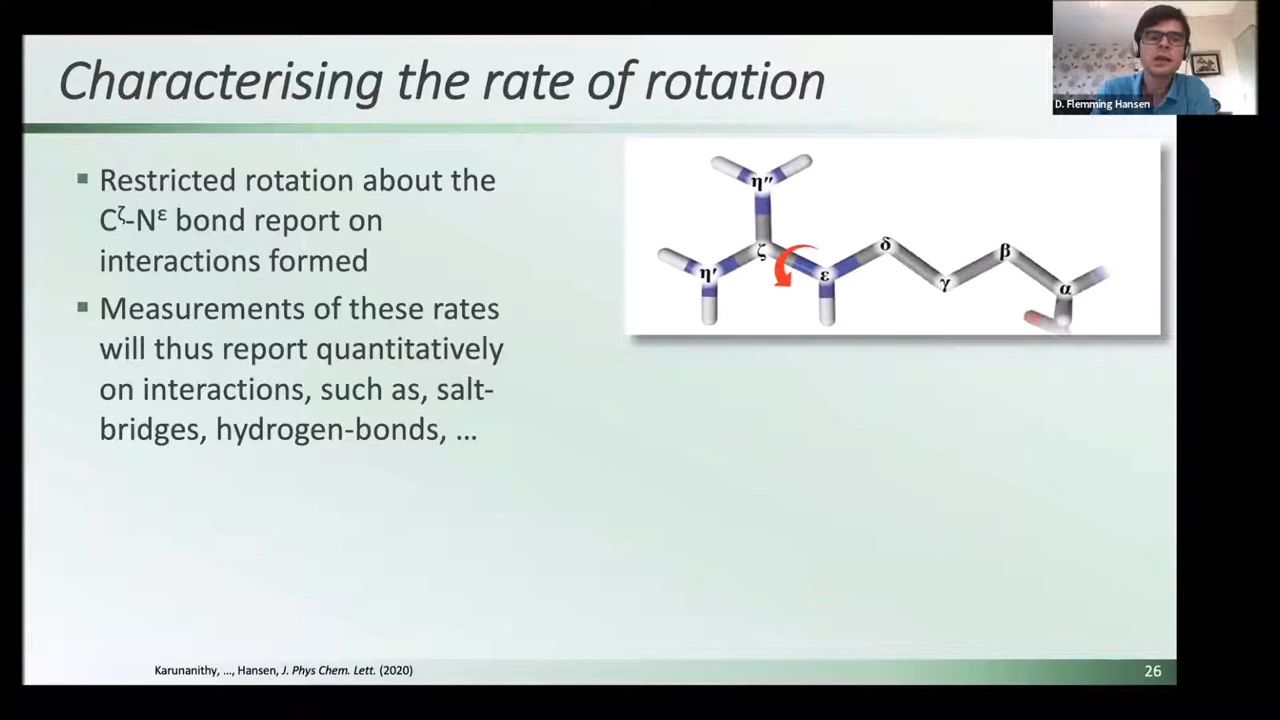 Characterising the rate of rotation
D. Flemming Hansen
▪ Restricted rotation about the
Cζ-Nε bond report on
interactions formed
▪ Measurements of these rates
will thus report quantitatively
on interactions, such as, salt-
bridges, hydrogen-bonds, ...
η″
ζ
η′
ε
δ
γ
β
α
Karunanithy, ..., Hansen, J. Phys Chem. Lett. (2020)
26